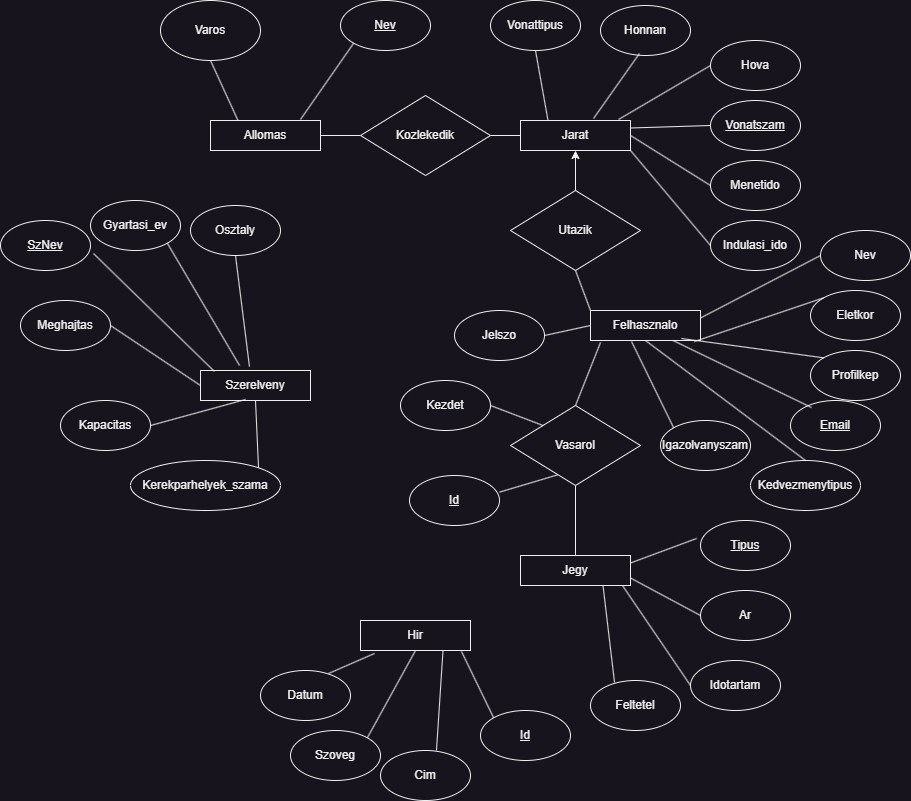 Varos
Nev
Vonattipus
Honnan
Hova
Allomas
Kozlekedik
Jarat
Vonatszam
Menetido
SzNev
Gyartasi_ev
Osztaly
Utazik
Indulasi_ido
Nev
Meghajtas
Jelszo
Felhasznalo
Eletkor
Szerelveny
Profilkep
Kapacitas
Kezdet
Vasarol
Igazolvanyszam
Email
Kerekparhelyek_szama
Id
Kedvezmenytipus
Jegy
Tipus
Ar
Hir
Datum
Feltetel
Idotartam
Szoveg
Cim
Id